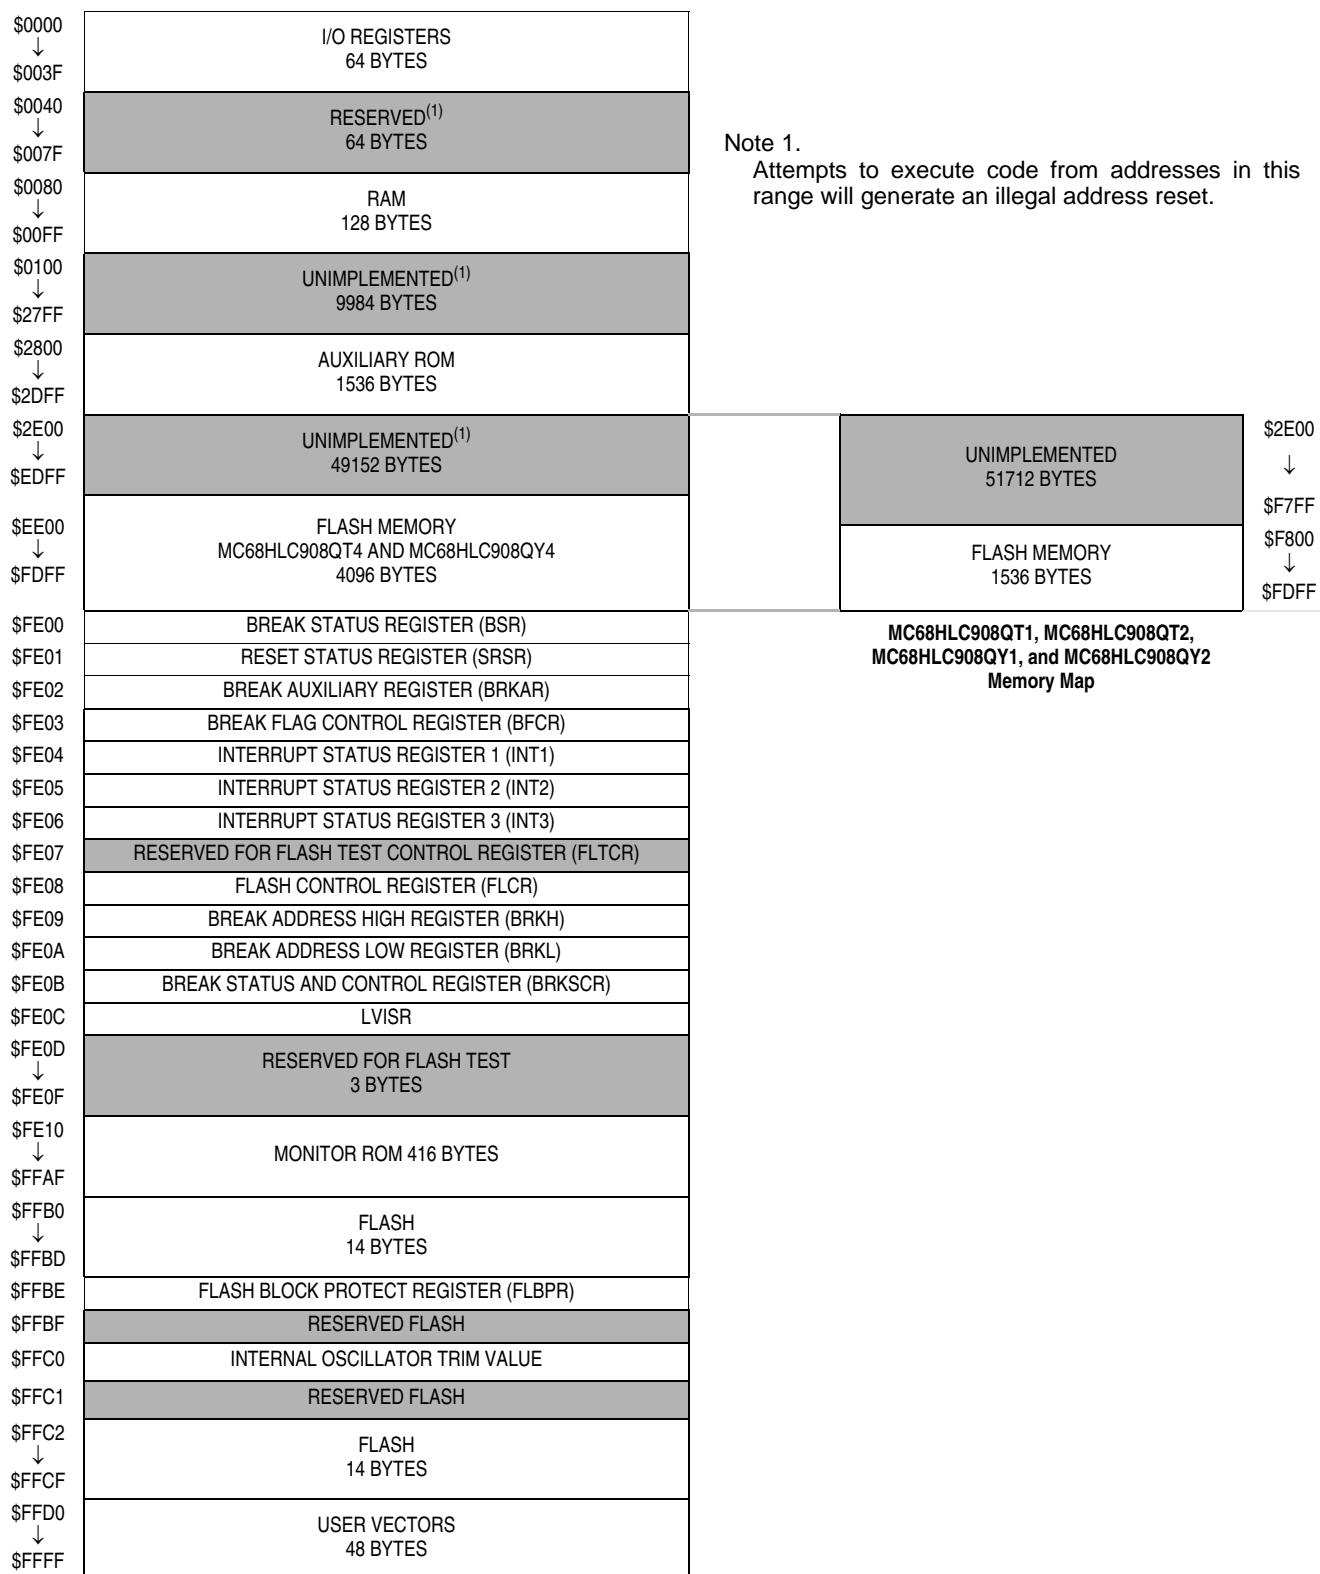 $0000
↓
$003F
I/O REGISTERS
64 BYTES
$0040
↓
$007F
RESERVED(1)
64 BYTES
Note 1.
Attempts to execute code from addresses in this
range will generate an illegal address reset.
$0080
↓
$00FF
RAM
128 BYTES
$0100
↓
$27FF
UNIMPLEMENTED(1)
9984 BYTES
$2800
↓
$2DFF
AUXILIARY ROM
1536 BYTES
$2E00
↓
$EDFF
UNIMPLEMENTED(1)
49152 BYTES
UNIMPLEMENTED
51712 BYTES
$2E00
↓
$F7FF
$EE00
↓
$FDFF
FLASH MEMORY
MC68HLC908QT4 AND MC68HLC908QY4
4096 BYTES
FLASH MEMORY
1536 BYTES
$F800
↓
$FDFF
MC68HLC908QT1, MC68HLC908QT2,
MC68HLC908QY1, and MC68HLC908QY2
Memory Map
$FE00 BREAK STATUS REGISTER (BSR)
$FE01 RESET STATUS REGISTER (SRSR)
$FE02 BREAK AUXILIARY REGISTER (BRKAR)
$FE03 BREAK FLAG CONTROL REGISTER (BFCR)
$FE04 INTERRUPT STATUS REGISTER 1 (INT1)
$FE05 INTERRUPT STATUS REGISTER 2 (INT2)
$FE06 INTERRUPT STATUS REGISTER 3 (INT3)
$FE07 RESERVED FOR FLASH TEST CONTROL REGISTER (FLTCR)
$FE08 FLASH CONTROL REGISTER (FLCR)
$FE09 BREAK ADDRESS HIGH REGISTER (BRKH)
$FE0A BREAK ADDRESS LOW REGISTER (BRKL)
$FE0B BREAK STATUS AND CONTROL REGISTER (BRKSCR)
$FE0C LVISR
$FE0D
↓
$FE0F
RESERVED FOR FLASH TEST
3 BYTES
$FE10
↓
$FFAF
MONITOR ROM 416 BYTES
$FFB0
↓
$FFBD
FLASH
14 BYTES
$FFBE FLASH BLOCK PROTECT REGISTER (FLBPR)
$FFBF RESERVED FLASH
$FFC0 INTERNAL OSCILLATOR TRIM VALUE
$FFC1 RESERVED FLASH
$FFC2
↓
$FFCF
FLASH
14 BYTES
$FFD0
↓
$FFFF
USER VECTORS
48 BYTES